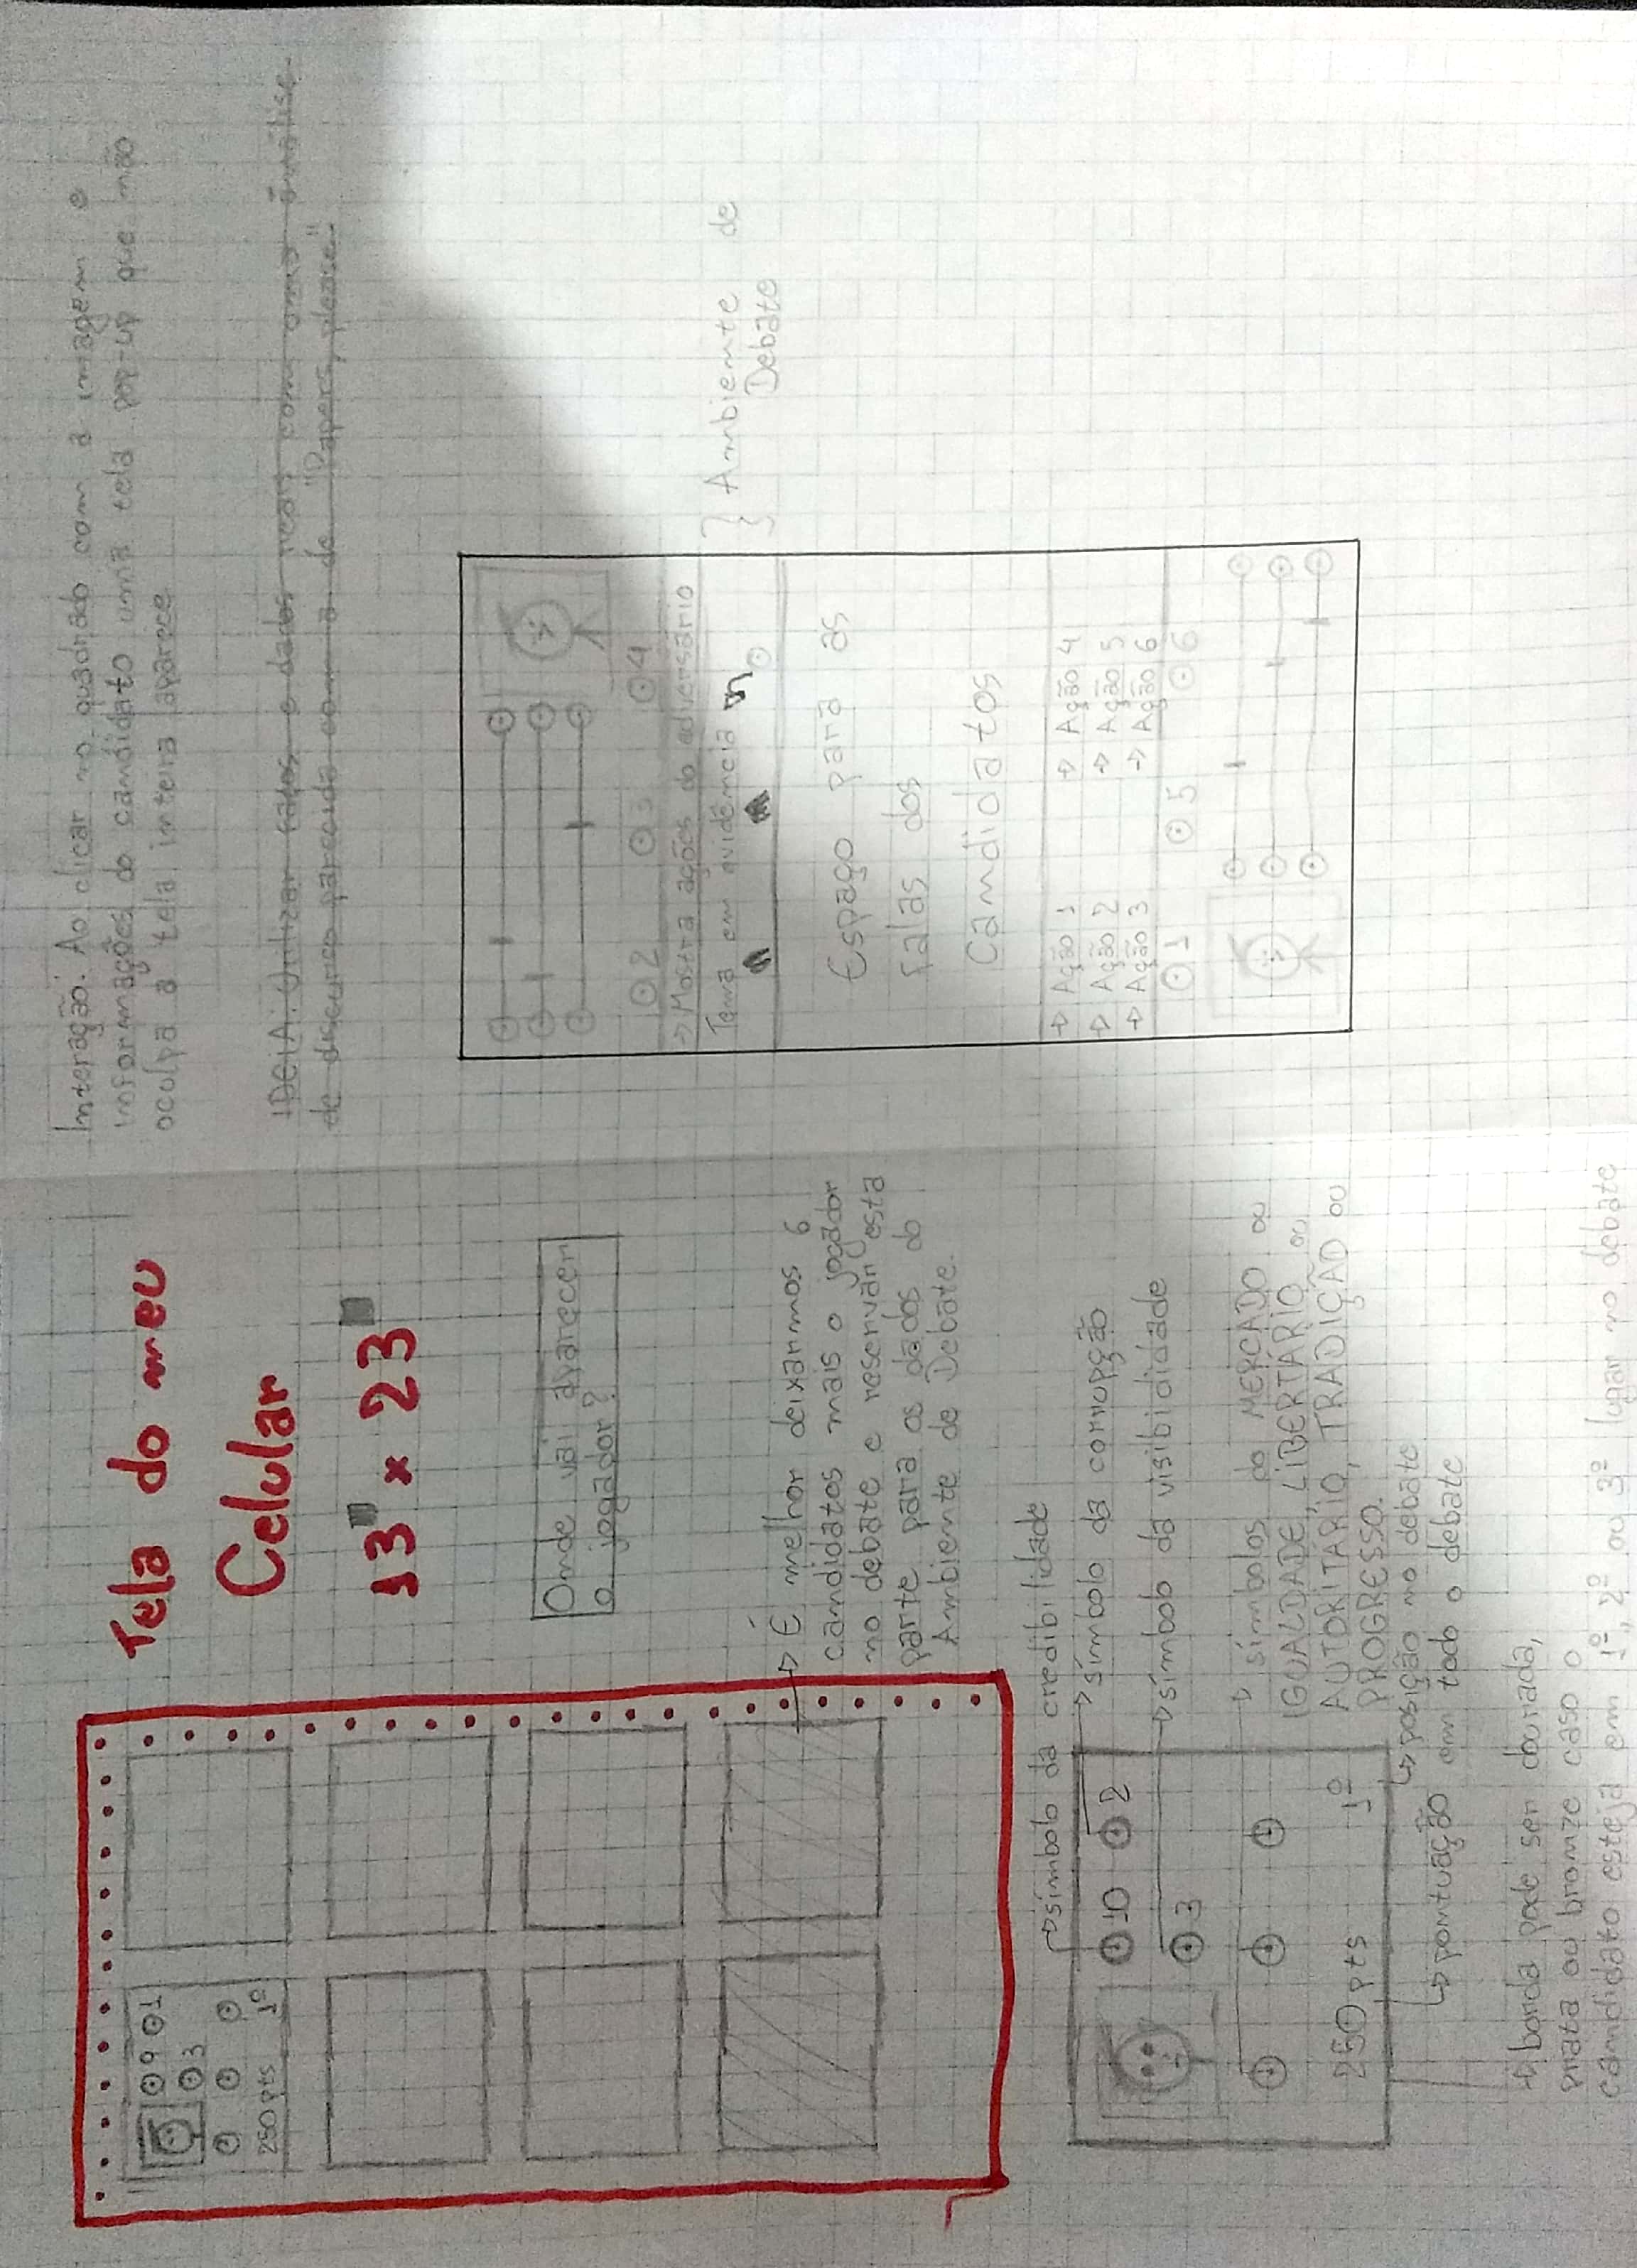 9 1
3
250 pts 1º
Tela do meu
Celular
13 x 23
Onde vai aparecer
o jogador?
→ É melhor deixarmos 6
candidatos mais o jogador
no debate e reservar esta
parte para os dados do
Ambiente de Debate.
→ símbolo da credibilidade
→ símbolo da corrupção
→ símbolo da visibididade
10 2
3
→ símbolos do MERCADO ou
IGUALDADE, LIBERTÁRIO ou
AUTORITÁRIO, TRADIÇÃO ou
PROGRESSO.
250 pts 1º
→ posição no debate
→ pontuação em todo o debate
→ borda pode ser dourada,
prata ou bronze caso o
candidato esteja em 1º, 2º ou 3º lugar no debate
Interação: Ao clicar no quadrado com a imagem e
informações do candidato uma tela pop-up que não
oculpa a tela inteira aparece
IDEIA: Utilizar fatos e dados reais com uma análise
de discurso parecida com a de "Papers, please"
2 3 4
→ Mostra ações do adversário
Tema em evidência
Ambiente de
Debate
Espaço para as
falas dos
candidatos
→ Ação 1 → Ação 4
→ Ação 2 → Ação 5
→ Ação 3 → Ação 6
1 5 6